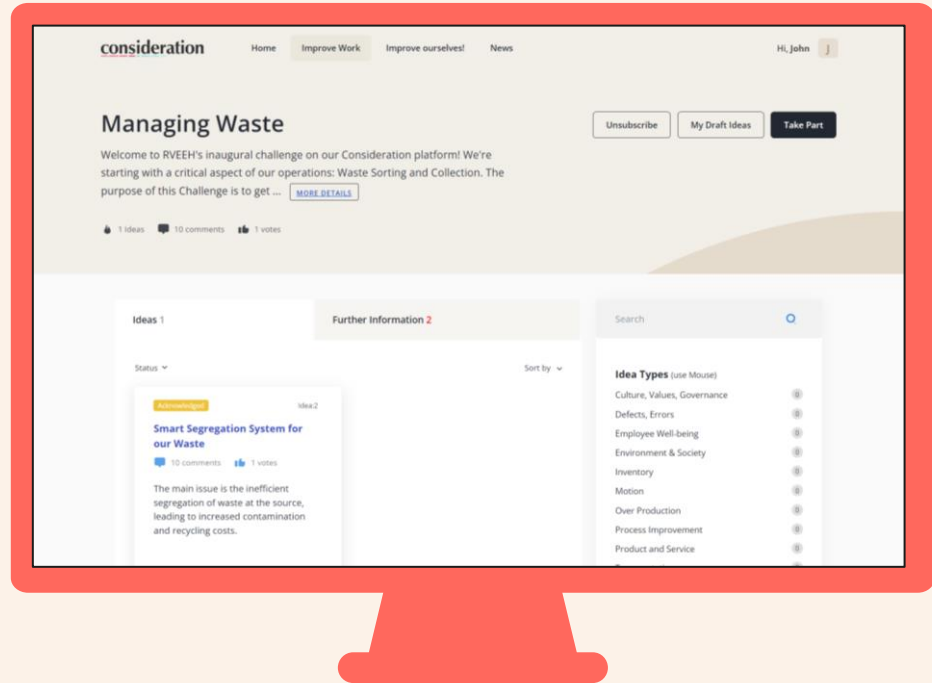 consideration
Home
Improve Work
Improve ourselves!
News
Hi, John
J
Managing Waste
Unsubscribe
My Draft Ideas
Take Part
Welcome to RVEEH's inaugural challenge on our Consideration platform! We're
starting with a critical aspect of our operations: Waste Sorting and Collection. The
purpose of this Challenge is to get ... MORE DETAILS
1 Ideas 10 comments 1 votes
Ideas 1
Further Information 2
Search
Status
Sort by
Acknowledged
Idea:2
Smart Segregation System for
our Waste
10 comments 1 votes
The main issue is the inefficient
segregation of waste at the source,
leading to increased contamination
and recycling costs.
Idea Types (use Mouse)
Culture, Values, Governance 0
Defects, Errors 0
Employee Well-being 0
Environment & Society 0
Inventory 0
Motion 0
Over Production 0
Process Improvement 0
Product and Service 0